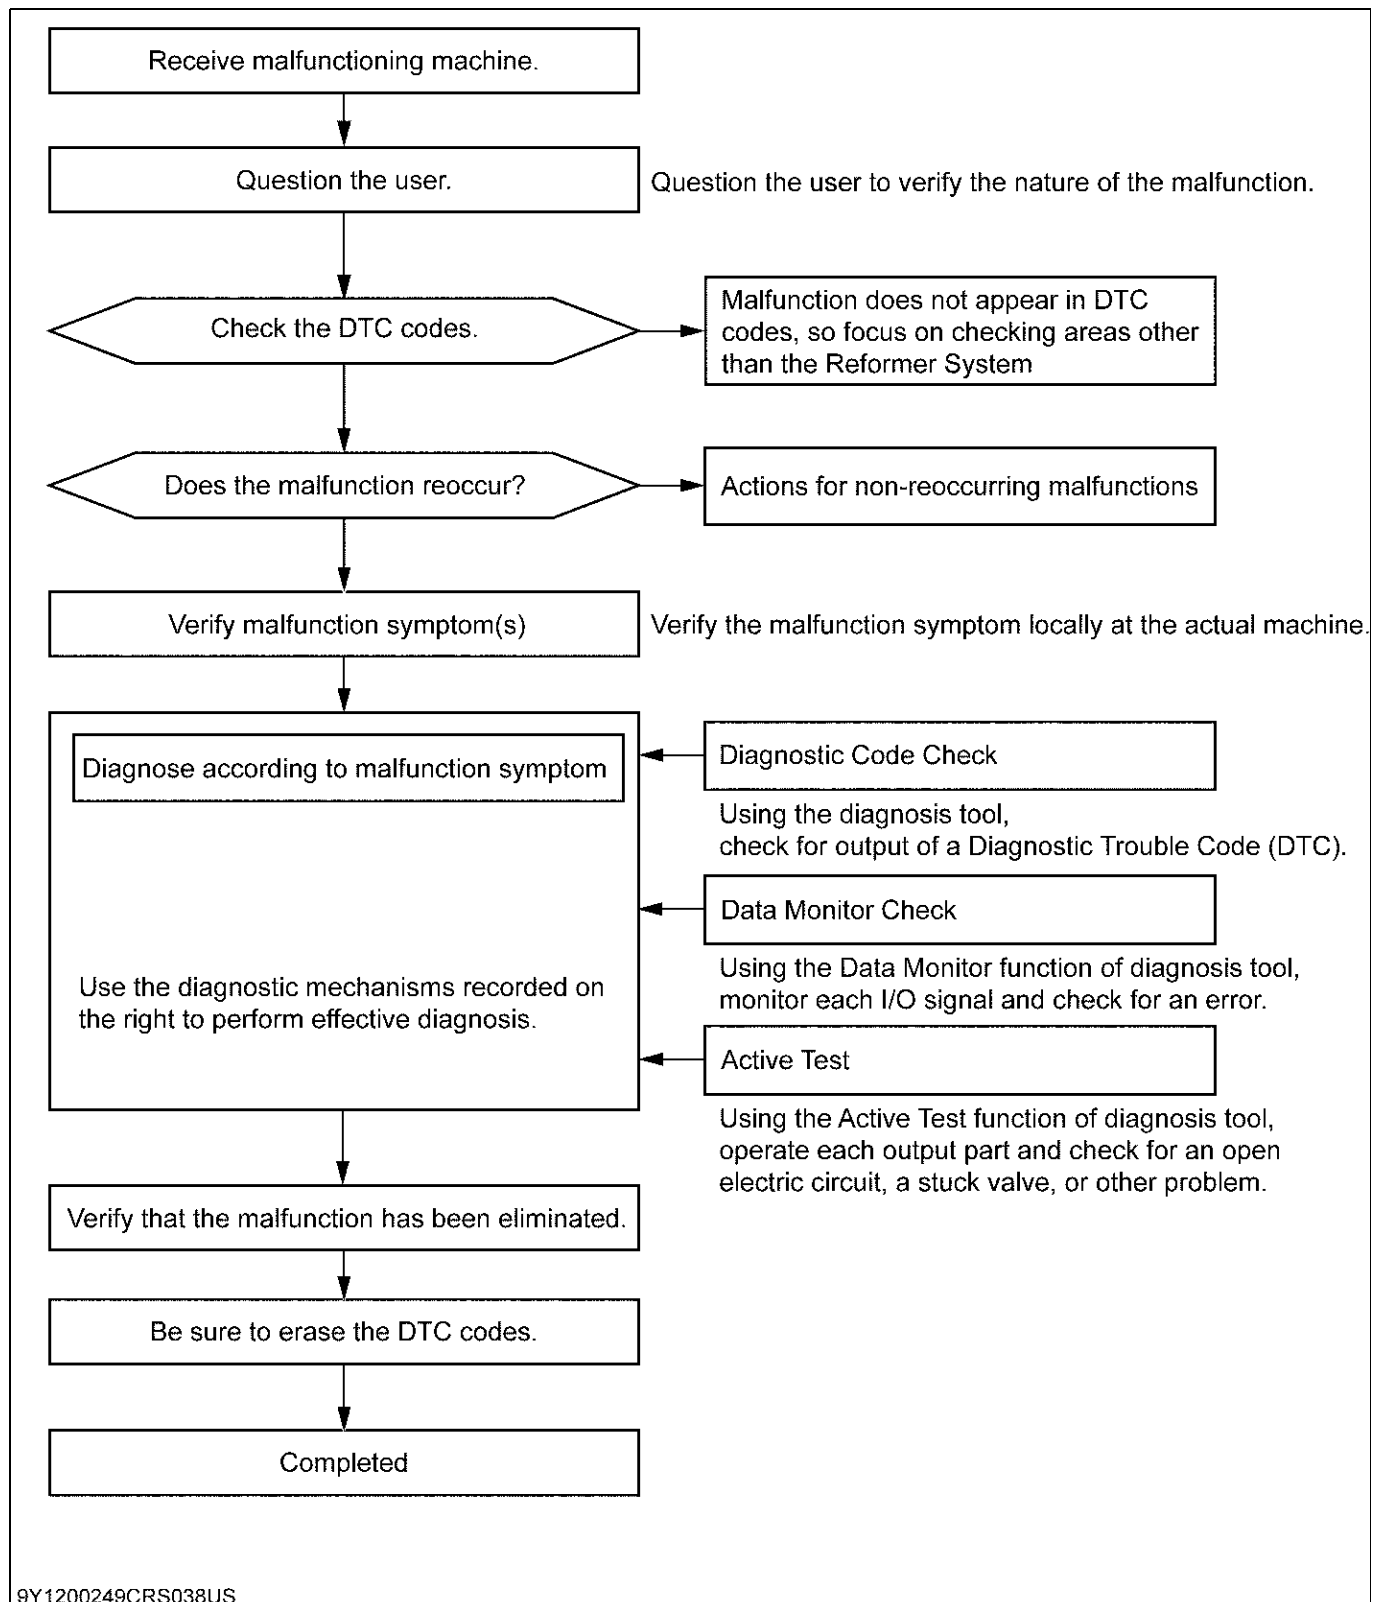 Receive malfunctioning machine.
Question the user.
Question the user to verify the nature of the malfunction.
Check the DTC codes.
Malfunction does not appear in DTC
codes, so focus on checking areas other
than the Reformer System
Does the malfunction reoccur?
Actions for non-reoccurring malfunctions
Verify malfunction symptom(s)
Verify the malfunction symptom locally at the actual machine.
Diagnose according to malfunction symptom
Use the diagnostic mechanisms recorded on
the right to perform effective diagnosis.
Diagnostic Code Check
Using the diagnosis tool,
check for output of a Diagnostic Trouble Code (DTC).
Data Monitor Check
Using the Data Monitor function of diagnosis tool,
monitor each I/O signal and check for an error.
Active Test
Using the Active Test function of diagnosis tool,
operate each output part and check for an open
electric circuit, a stuck valve, or other problem.
Verify that the malfunction has been eliminated.
Be sure to erase the DTC codes.
Completed
9Y1200249CRS038US